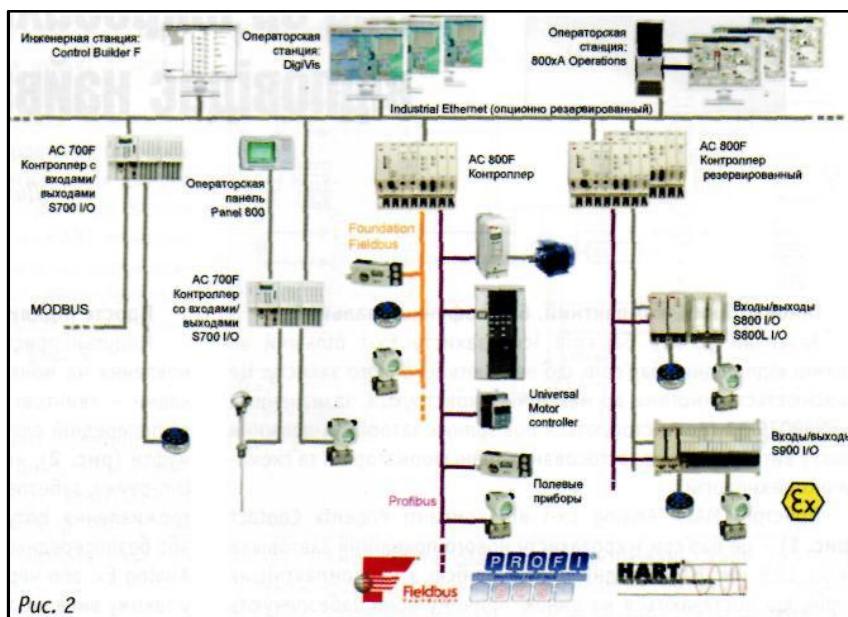 Инженерная станция:
Control Builder F
Операторская
станция:
DigiVis
Операторская
станция:
800xA Operations
Industrial Ethernet (опционо резервированный)
AC 700F
Контроллер с
входами/
выходами
S700 I/O
Операторская
панель
Panel 800
AC 800F
Контроллер
AC 800F
Контроллер
резервированный
Foundation
Fieldbus
AC 700F
Контроллер
со входами/
выходами
S700 I/O
MODBUS
Входы/выходы
S800 I/O
S800L I/O
Universal
Motor
controller
Входы/выходы
S900 I/O
Полевые
приборы
Profibus
εx
Fieldbus
PROFI
BUS
HART
Рис. 2